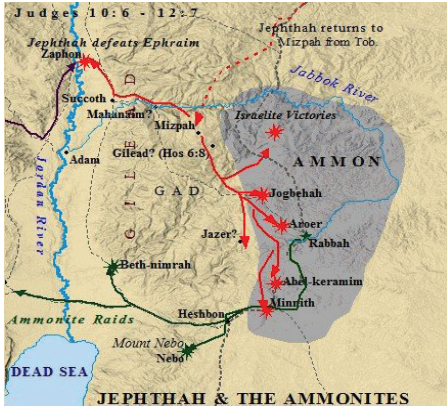 Judges 10:6 - 12:7
Jephthah returns to
Mizpah from Tob.
Jephthah defeats Ephraim
Zaphon
Jabbok River
Succoth
Mahanaim?
Israelite Victories
Mizpah
Gilead? (Hos 6:8)
AMMON
Adam
GILEAD
GAD
Jogbehah
Jordan River
Aroer
Jazer?
Rabbah
Beth-nimrah
Abel-keramim
Minnith
Ammonite Raids
Heshbon
Mount Nebo
Nebo
DEAD SEA
JEPHTHAH & THE AMMONITES